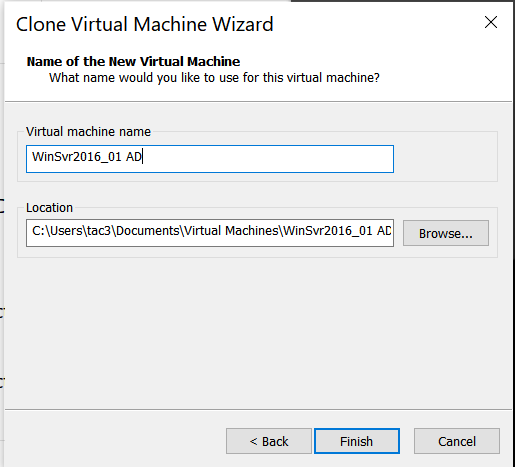 Clone Virtual Machine Wizard
Name of the New Virtual Machine
What name would you like to use for this virtual machine?
Virtual machine name
WinSvr2016_01 AD
Location
C:\Users\tac3\Documents\Virtual Machines\WinSvr2016_01 AD
Browse...
< Back
Finish
Cancel